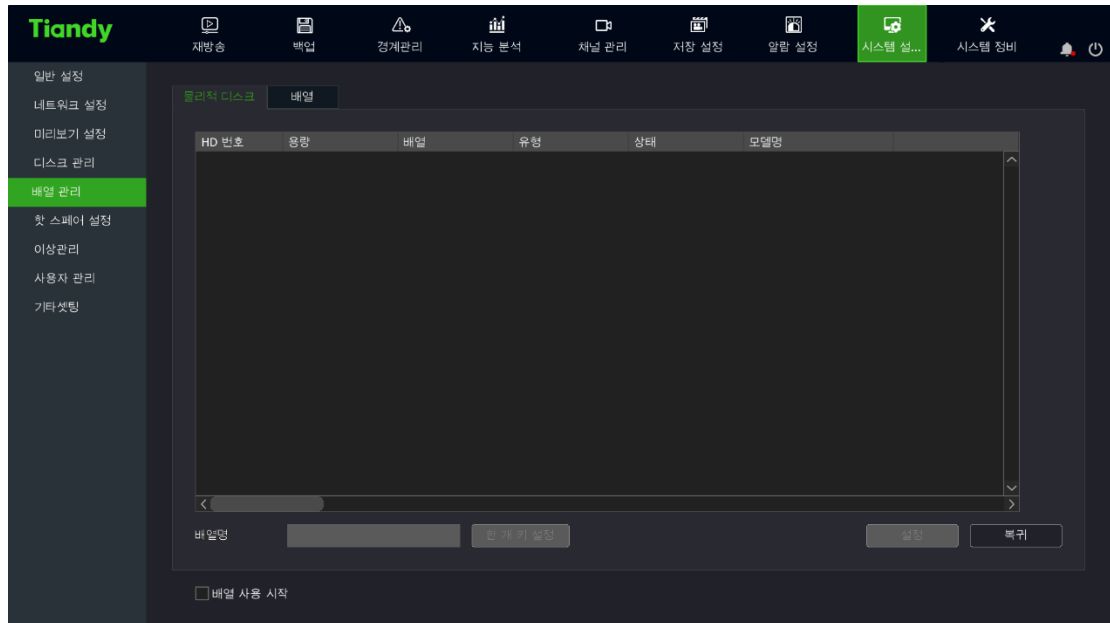 Tiandy
재방송 백업 경계관리 지능 분석 채널 관리 저장 설정 알람 설정 시스템 설... 시스템 정비
일반 설정
네트워크 설정
미리보기 설정
디스크 관리
배열 관리
핫 스페어 설정
이상관리
사용자 관리
기타셋팅
물리적 디스크 배열
HD 번호 용량 배열 유형 상태 모델명
배열명 한 개 키 설정 설정 복귀
배열 사용 시작